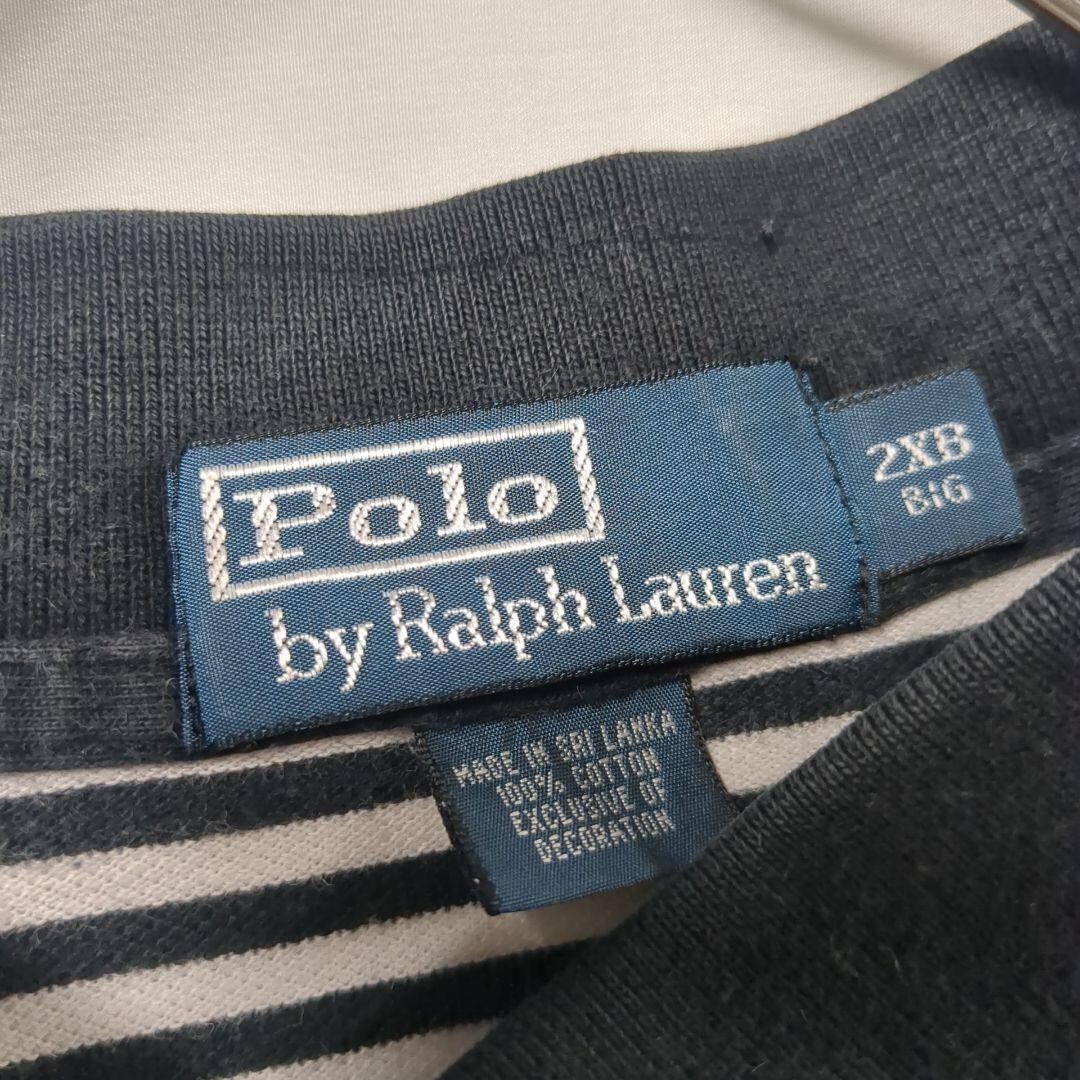 Polo
by Ralph Lauren
2XB
BIG
MADE IN SRI LANKA
100% COTTON
EXCLUSIVE OF
DECORATION